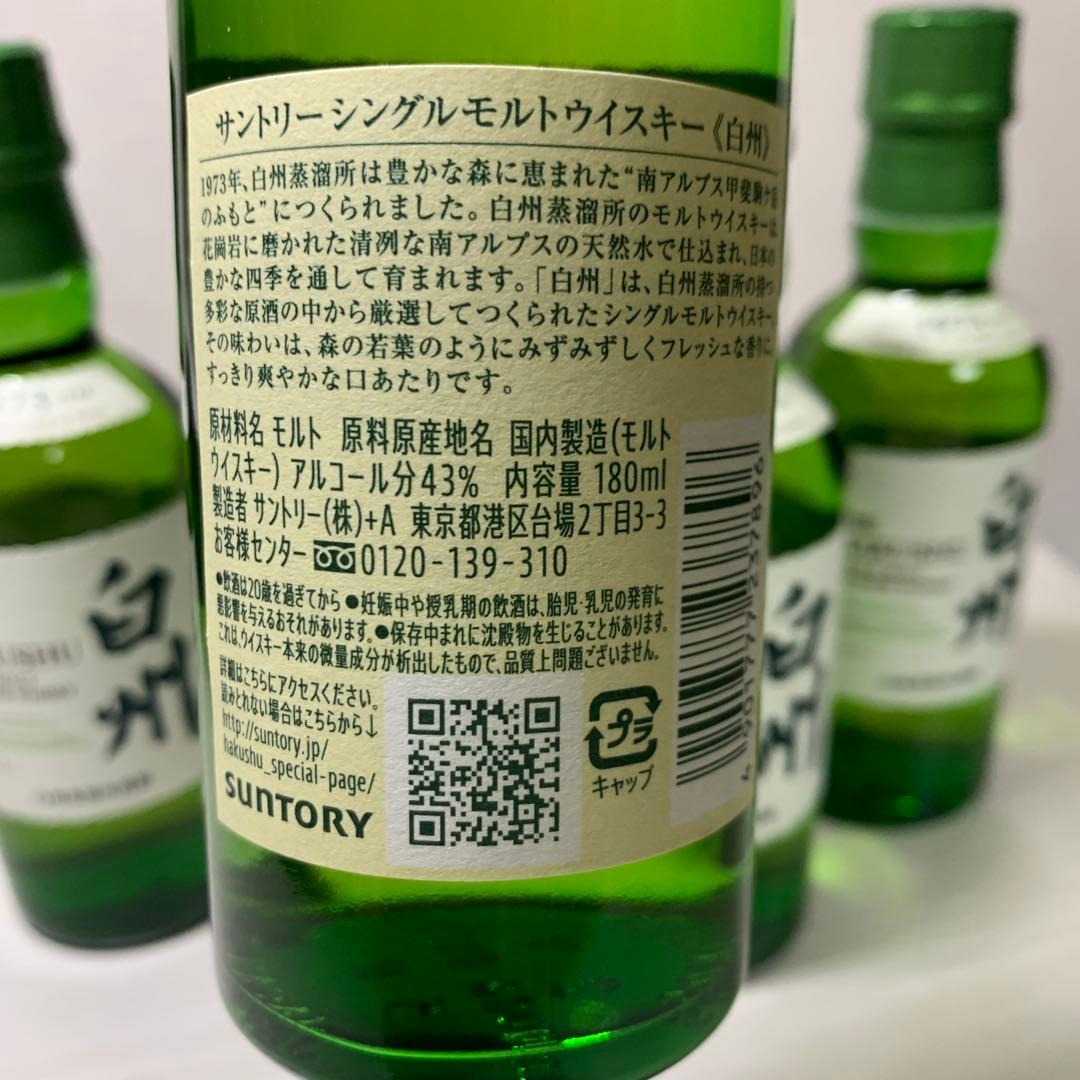 サントリー シングルモルトウイスキー《白州》
1973年、白州蒸溜所は豊かな森に恵まれた“南アルプス甲斐駒ケ岳
のふもと”につくられました。白州蒸溜所のモルトウイスキーは、
花崗岩に磨かれた清冽な南アルプスの天然水で仕込まれ、日本の
豊かな四季を通して育まれます。「白州」は、白州蒸溜所の持つ
多彩な原酒の中から厳選してつくられたシングルモルトウイスキー。
その味わいは、森の若葉のようにみずみずしくフレッシュな香りに、
すっきり爽やかな口あたりです。
原材料名 モルト 原料原産地名 国内製造(モルト
ウイスキー) アルコール分43% 内容量 180ml
製造者 サントリー(株)+A 東京都港区台場2丁目3-3
お客様センター 0120-139-310
●飲酒は20歳を過ぎてから ●妊娠中や授乳期の飲酒は、胎児・乳児の発育に
悪影響を与えるおそれがあります。●保存中まれに沈殿物を生じることがあります。
これは、ウイスキー本来の微量成分が析出したもので、品質上問題ございません。
詳細はこちらにアクセスください。
読みとれない場合はこちらから↓
http://suntory.jp/
hakushu_special-page/
SUNTORY
プラ
キャップ
4 901777 237896
白州
白州
白州